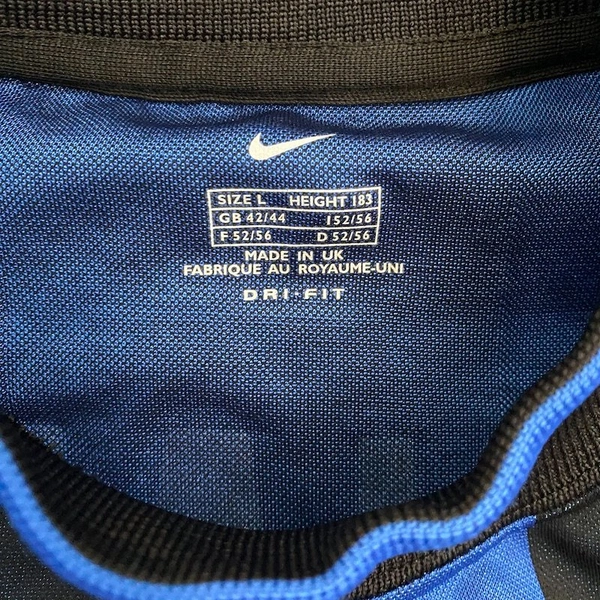 SIZE L HEIGHT 183
GB 42/44 I 52/56
F 52/56 D 52/56
MADE IN UK
FABRIQUE AU ROYAUME-UNI
DRI·FIT